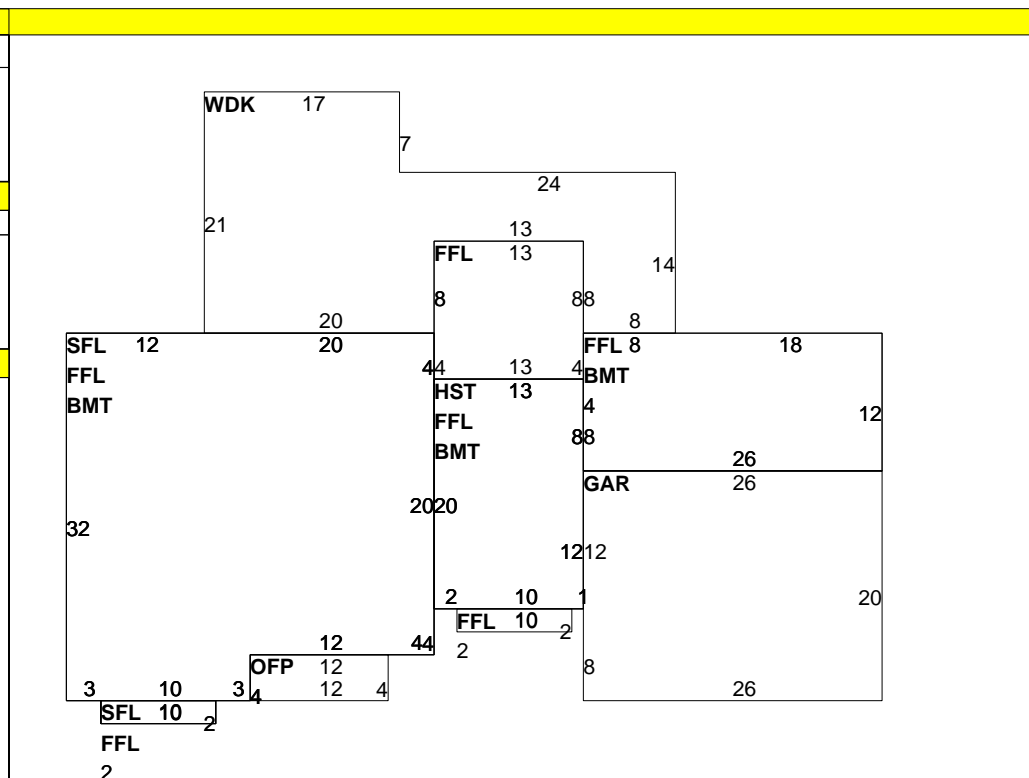 WDK 17
7
24
21
13
FFL 13
14
8 88
20 8
SFL 12 20 FFL 8 18
44 13 4
FFL HST 13 BMT
BMT FFL 4 12
BMT 88
26
GAR 26
2020
32
1212
20
2 10 1
FFL 10 2
12 44 2
OFP 12 8
3 10 3 4 12 4 26
SFL 10 2
FFL
2